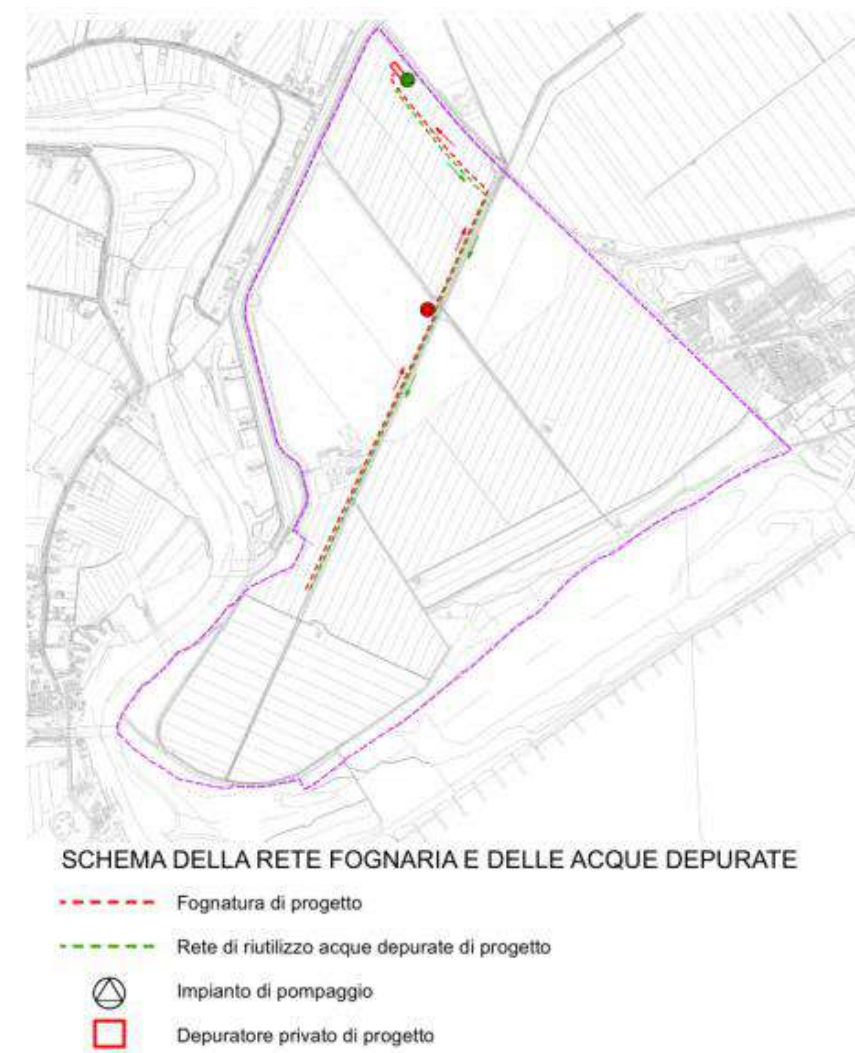 SCHEMA DELLA RETE FOGNARIA E DELLE ACQUE DEPURATE
Fognatura di progetto
Rete di riutilizzo acque depurate di progetto
Impianto di pompaggio
Depuratore privato di progetto